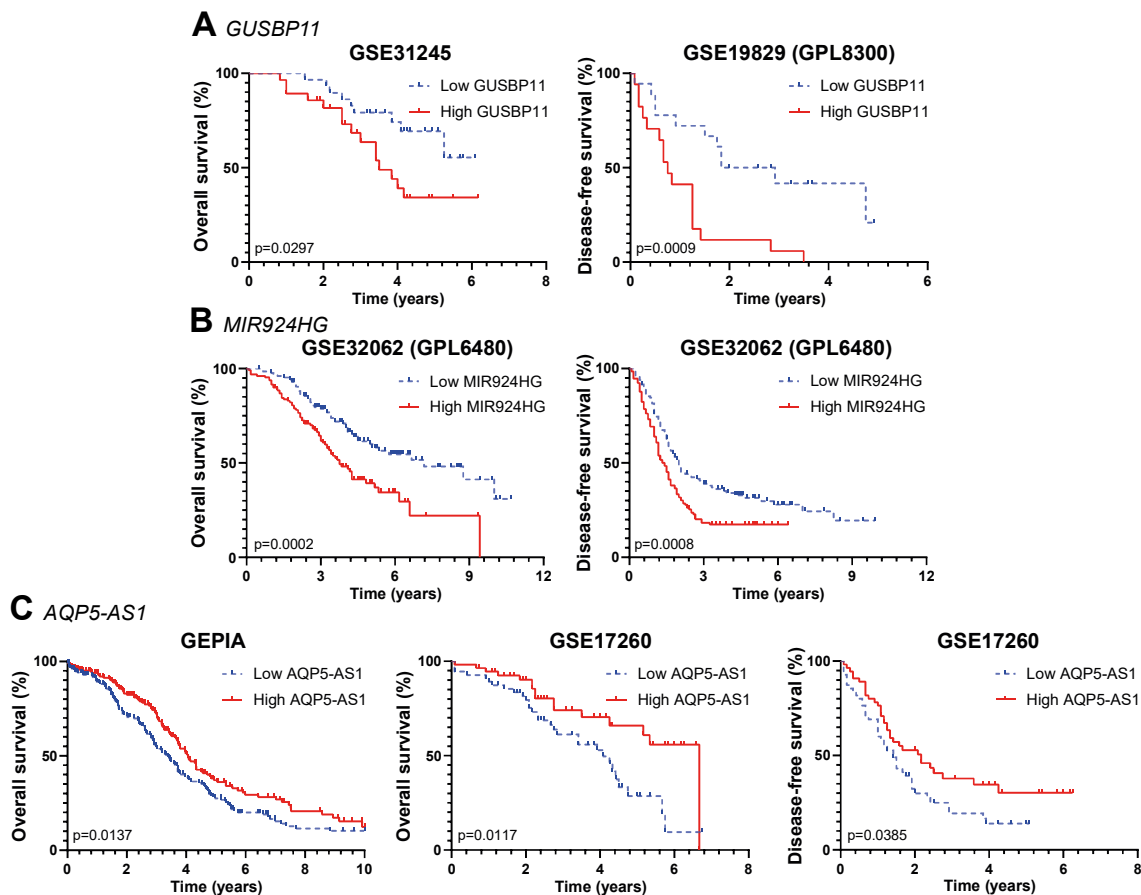 A GUSBP11
GSE31245
Overall survival (%)
100
50
0
Low GUSBP11
High GUSBP11
p=0.0297
0 2 4 6 8
Time (years)
GSE19829 (GPL8300)
Disease-free survival (%)
100
50
0
Low GUSBP11
High GUSBP11
p=0.0009
0 2 4 6
Time (years)
B MIR924HG
GSE32062 (GPL6480)
Overall survival (%)
100
50
0
Low MIR924HG
High MIR924HG
p=0.0002
0 3 6 9 12
Time (years)
GSE32062 (GPL6480)
Disease-free survival (%)
100
50
0
Low MIR924HG
High MIR924HG
p=0.0008
0 3 6 9 12
Time (years)
C AQP5-AS1
GEPIA
Overall survival (%)
100
50
0
Low AQP5-AS1
High AQP5-AS1
p=0.0137
0 2 4 6 8 10
Time (years)
GSE17260
Overall survival (%)
100
50
0
Low AQP5-AS1
High AQP5-AS1
p=0.0117
0 2 4 6 8
Time (years)
GSE17260
Disease-free survival (%)
100
50
0
Low AQP5-AS1
High AQP5-AS1
p=0.0385
0 2 4 6 8
Time (years)